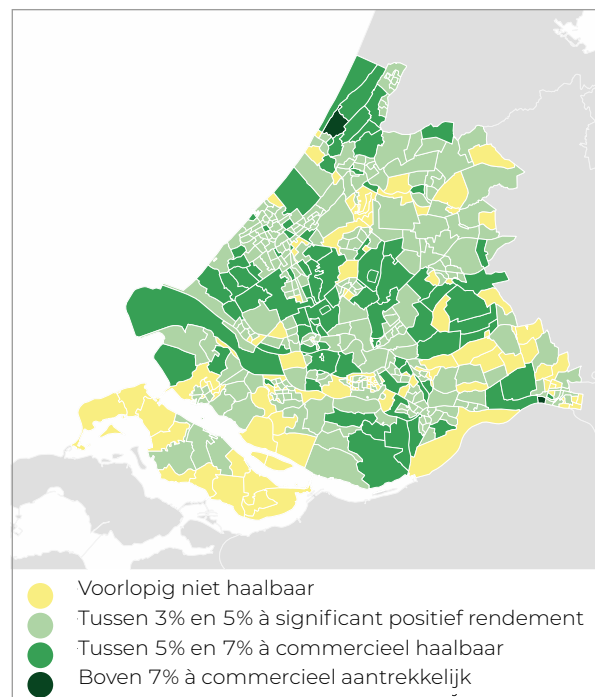 Voorlopig niet haalbaar
Tussen 3% en 5% à significant positief rendement
Tussen 5% en 7% à commercieel haalbaar
Boven 7% à commercieel aantrekkelijk